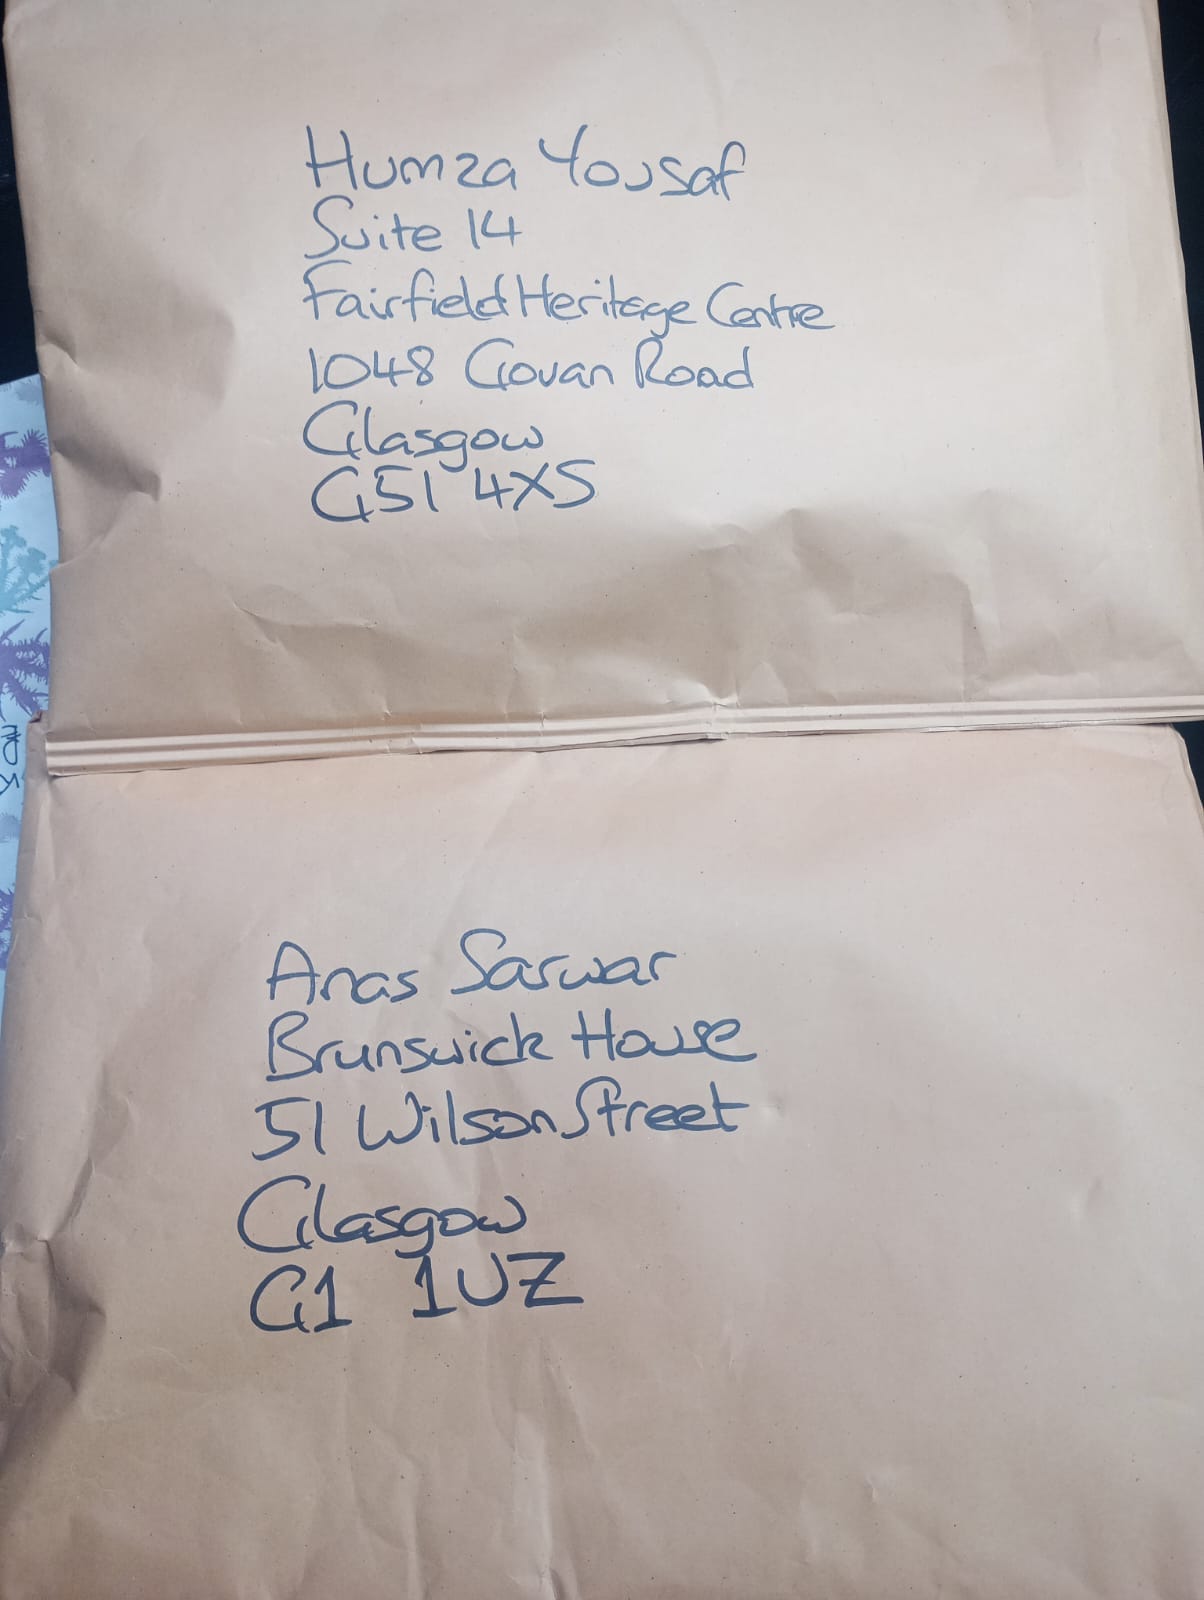 Humza Yousaf
Suite 14
Fairfield Heritage Centre
1048 Govan Road
Glasgow
G51 4XS
Anas Sarwar
Brunswick House
51 Wilson Street
Glasgow
G1 1UZ